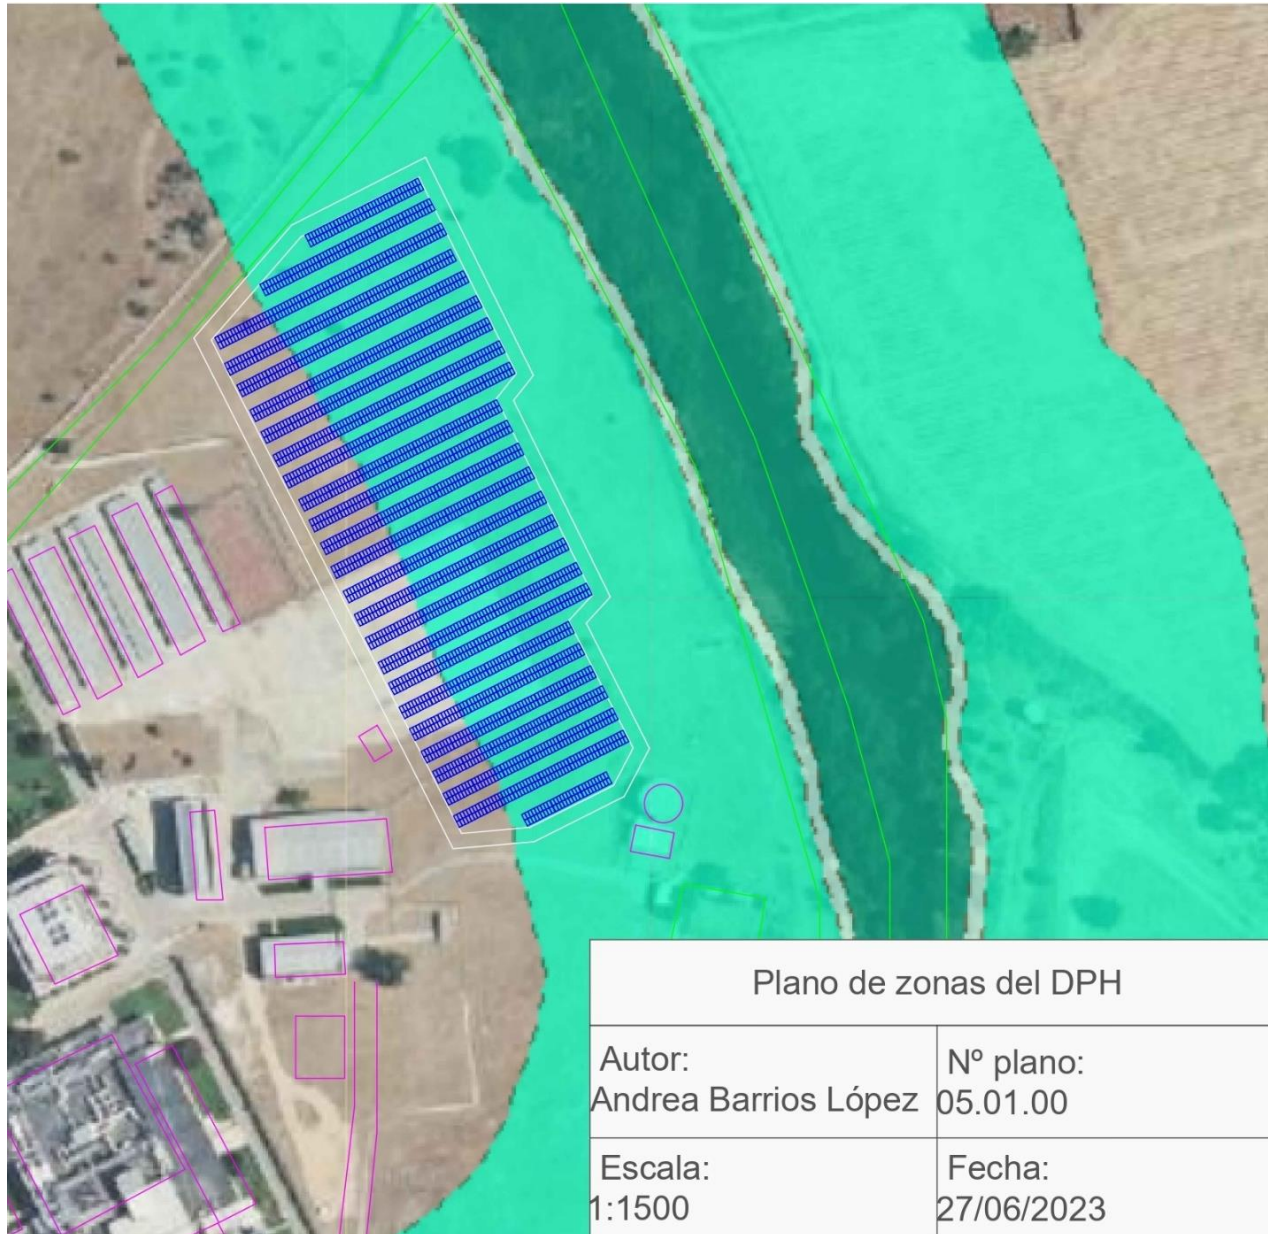 Plano de zonas del DPH
Autor:
Andrea Barrios López
Nº plano:
05.01.00
Escala:
1:1500
Fecha:
27/06/2023